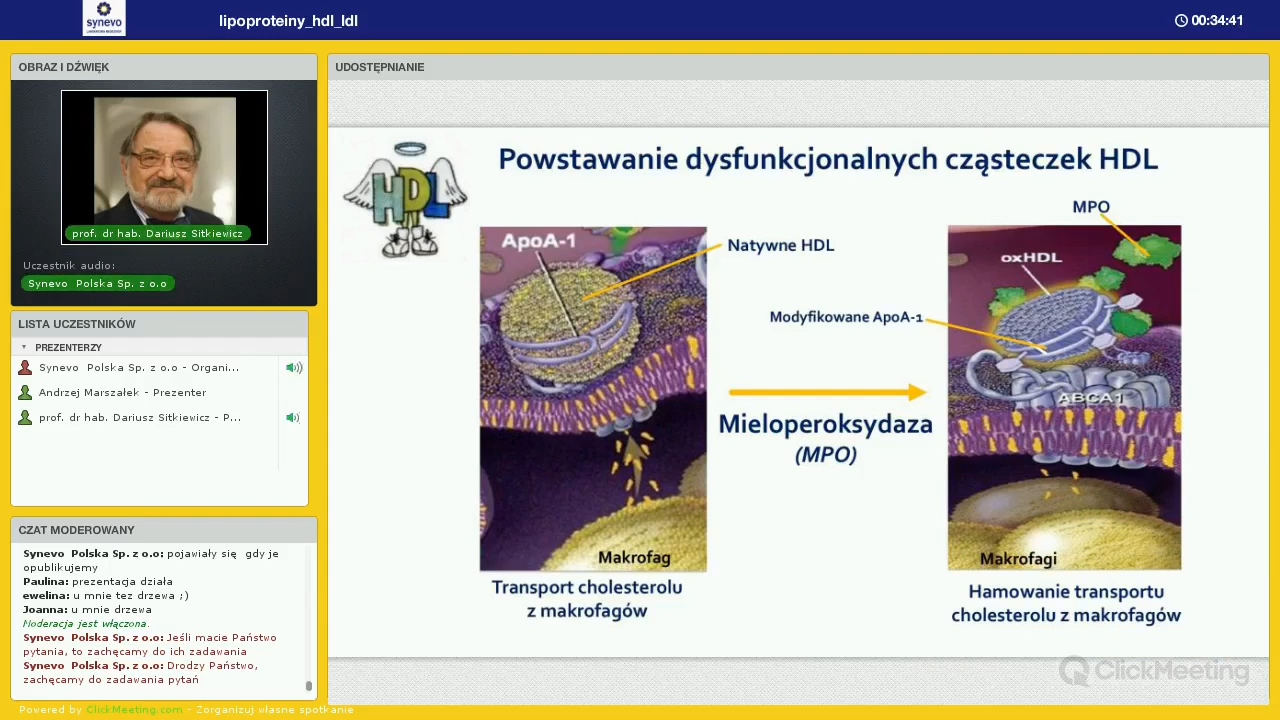 synevo
lipoproteiny_hdl_ldl
00:34:41
OBRAZ I DŹWIĘK
prof. dr hab. Dariusz Sitkiewicz
Uczestnik audio:
Synevo Polska Sp. z o.o
LISTA UCZESTNIKÓW
PREZENTERZY
Synevo Polska Sp. z o.o - Organi...
Andrzej Marszałek - Prezenter
prof. dr hab. Dariusz Sitkiewicz - P...
CZAT MODEROWANY
Synevo Polska Sp. z o.o: pojawiały się gdy je
opublikujemy
Paulina: prezentacja działa
ewelina: u mnie tez drzewa ;)
Joanna: u mnie drzewa
Moderacja jest włączona.
Synevo Polska Sp. z o.o: Jeśli macie Państwo
pytania, to zachęcamy do ich zadawania
Synevo Polska Sp. z o.o: Drodzy Państwo,
zachęcamy do zadawania pytań
Powered by ClickMeeting.com - Zorganizuj własne spotkanie
UDOSTĘPNIANIE
HDL
Powstawanie dysfunkcjonalnych cząsteczek HDL
ApoA-1
Natywne HDL
Makrofag
Transport cholesterolu
z makrofagów
Mieloperoksydaza
(MPO)
MPO
oxHDL
Modyfikowane ApoA-1
ABCA1
Makrofagi
Hamowanie transportu
cholesterolu z makrofagów
ClickMeeting